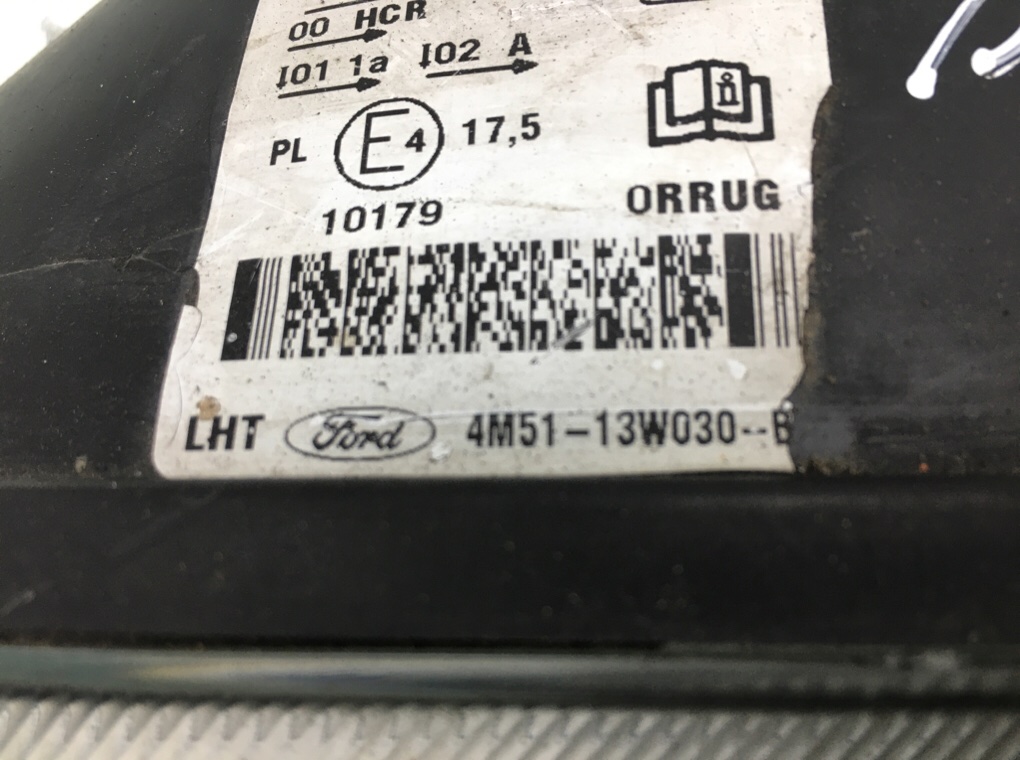 00 HCR
I01 1a I02 A
PL E4 17,5
10179
ORRUG
LHT Ford 4M51-13W030--B